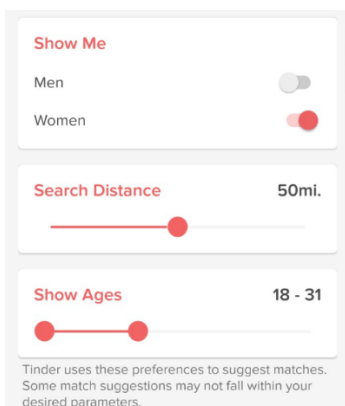 Show Me
Men
Women
Search Distance 50mi.
Show Ages 18 - 31
Tinder uses these preferences to suggest matches.
Some match suggestions may not fall within your
desired parameters.